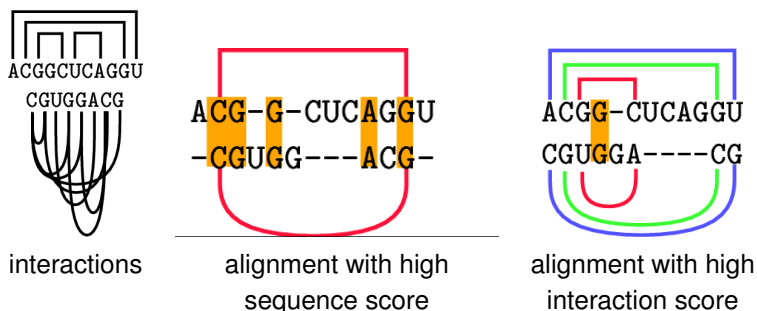 ACGGCUCAGGU
CGUGGACG
interactions
ACG-G-CUCAGGU
-CGUGG---ACG-
alignment with high
sequence score
ACGG-CUCAGGU
CGUGGA----CG
alignment with high
interaction score